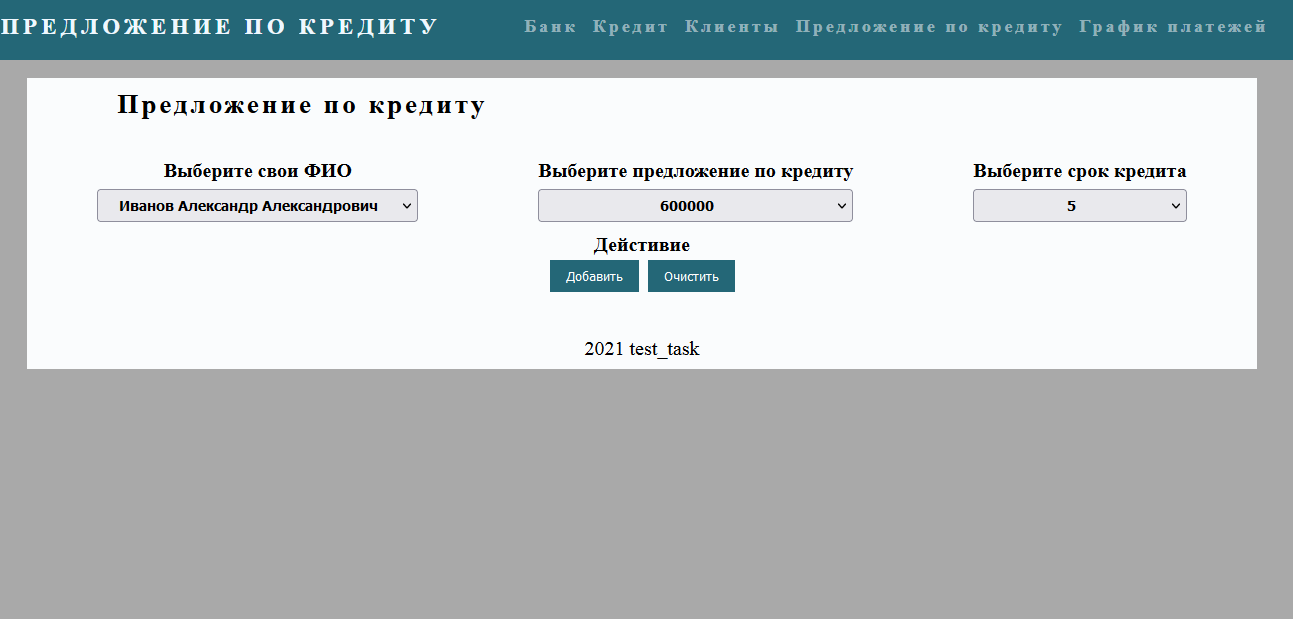 ПРЕДЛОЖЕНИЕ ПО КРЕДИТУ
Банк Кредит Клиенты Предложение по кредиту График платежей
Предложение по кредиту
Выберите свои ФИО Выберите предложение по кредиту Выберите срок кредита
Иванов Александр Александрович 600000 5
Действие
Добавить Очистить
2021 test_task